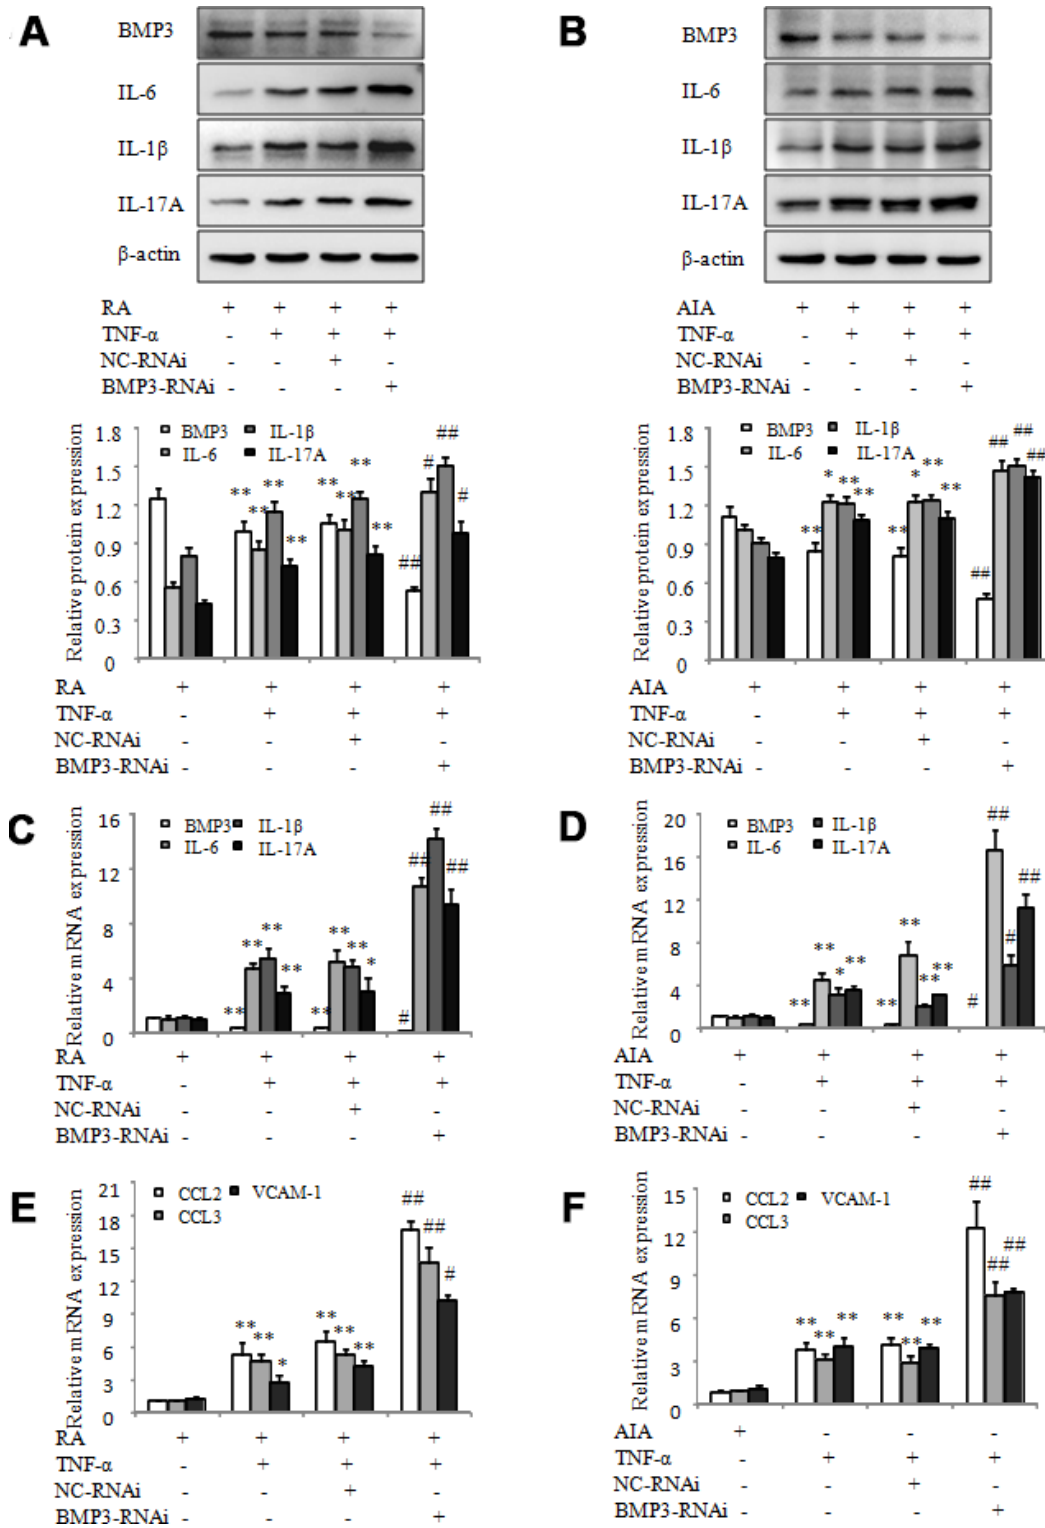 A
BMP3
IL-6
IL-1β
IL-17A
β-actin
RA + + + +
TNF-α - + + +
NC-RNAi - - + -
BMP3-RNAi - - - +
Relative protein expression
BMP3 IL-1β
IL-6 IL-17A
1.8
1.5
1.2
0.9
0.6
0.3
0
** ** ** **
** ** ** **
## # ## #
RA + + + +
TNF-α - + + +
NC-RNAi - - + -
BMP3-RNAi - - - +
B
BMP3
IL-6
IL-1β
IL-17A
β-actin
AIA + + + +
TNF-α - + + +
NC-RNAi - - + -
BMP3-RNAi - - - +
Relative protein expression
BMP3 IL-1β
IL-6 IL-17A
1.8
1.5
1.2
0.9
0.6
0.3
0
** * ** **
** * ** **
## ## ## ##
AIA + + + +
TNF-α - + + +
NC-RNAi - - + -
BMP3-RNAi - - - +
C
Relative mRNA expression
BMP3 IL-1β
IL-6 IL-17A
16
12
8
4
0
** ** ** **
** ** ** *
# ## ## ##
RA + + + +
TNF-α - + + +
NC-RNAi - - + -
BMP3-RNAi - - - +
D
Relative mRNA expression
BMP3 IL-1β
IL-6 IL-17A
20
16
12
8
4
0
** ** * **
** ** ** **
# ## # ##
AIA + + + +
TNF-α - + + +
NC-RNAi - - + -
BMP3-RNAi - - - +
E
Relative mRNA expression
CCL2 VCAM-1
CCL3
21
18
15
12
9
6
3
0
** ** *
** ** **
## ## #
RA + + + +
TNF-α - + + +
NC-RNAi - - + -
BMP3-RNAi - - - +
F
Relative mRNA expression
CCL2 VCAM-1
CCL3
15
12
9
6
3
0
** ** **
** ** **
## ## ##
AIA + - - -
TNF-α - + + +
NC-RNAi - - + -
BMP3-RNAi - - - +